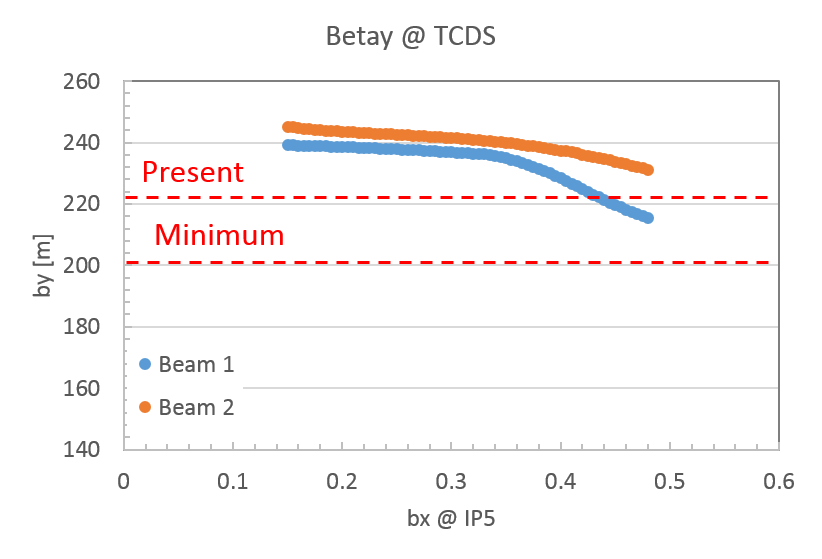 Betay @ TCDS
260
240
220
200
180
160
140
by [m]
Present
Minimum
Beam 1
Beam 2
0
0.1
0.2
0.3
0.4
0.5
0.6
bx @ IP5